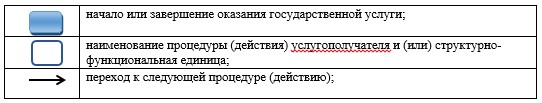 начало или завершение оказания государственной услуги;
наименование процедуры (действия) услугополучателя и (или) структурно-
функциональная единица;
переход к следующей процедуре (действию);